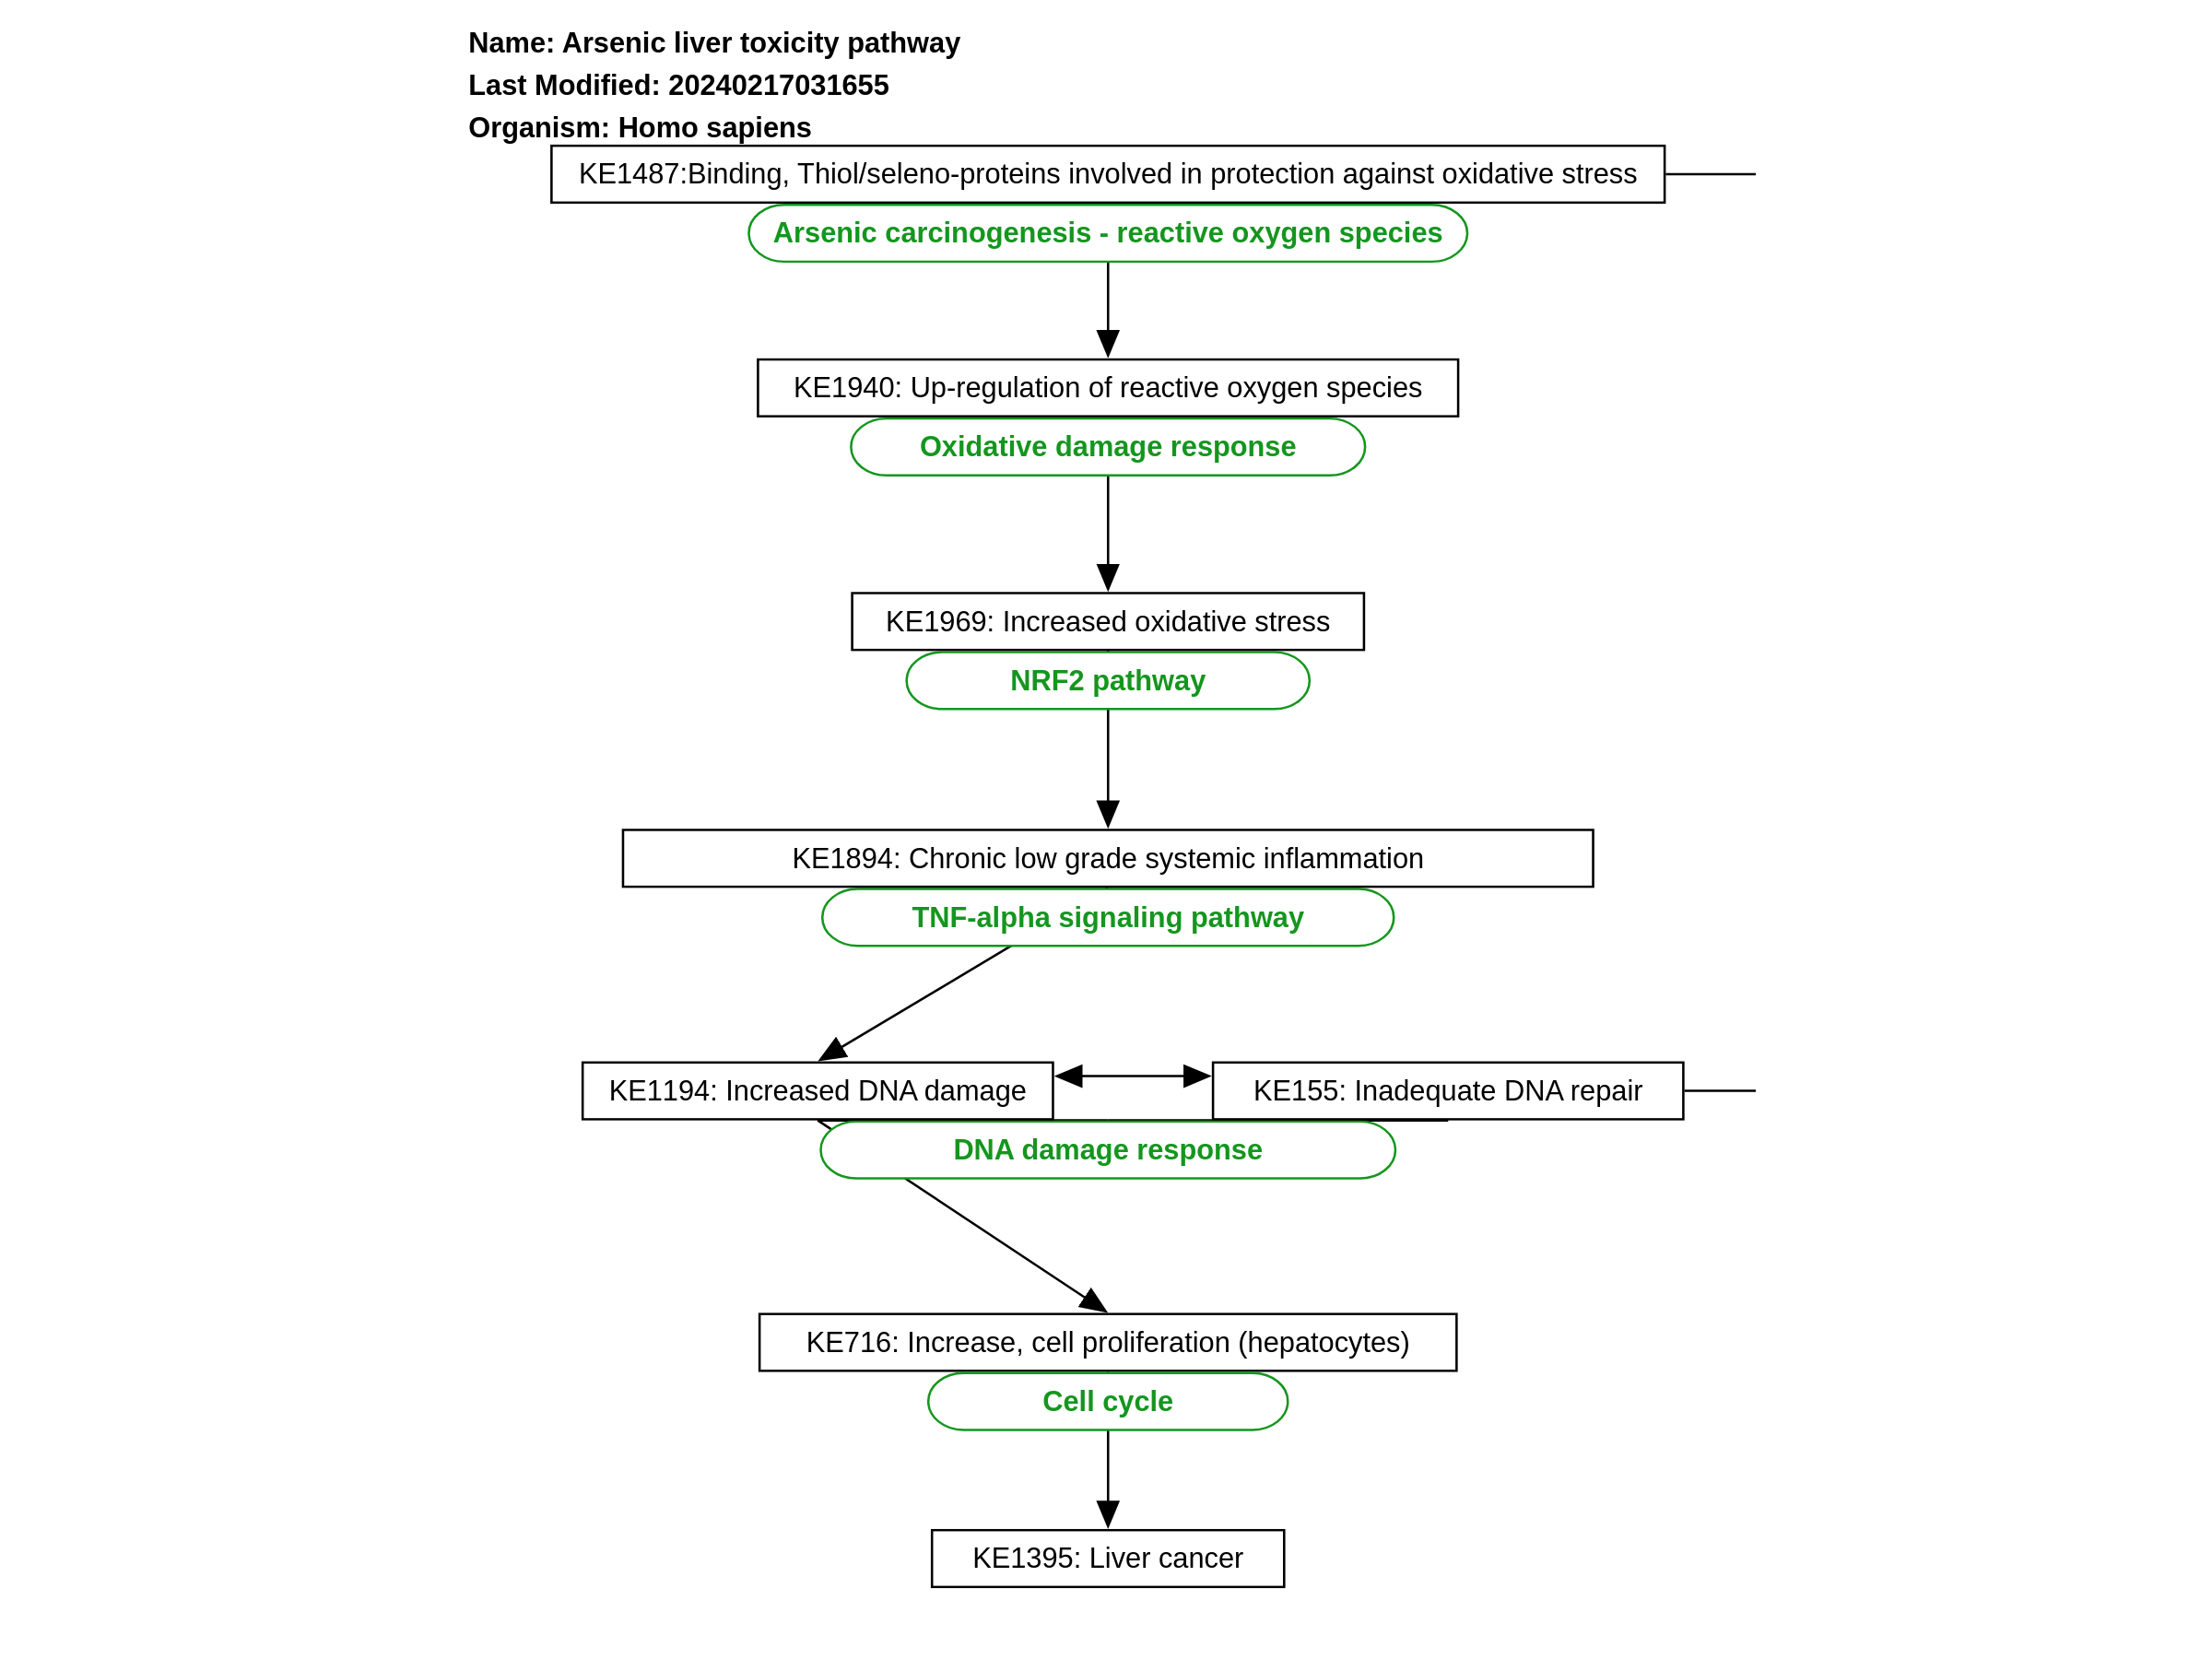 Name: Arsenic liver toxicity pathway
Last Modified: 20240217031655
Organism: Homo sapiens
KE1487:Binding, Thiol/seleno-proteins involved in protection against oxidative stress
Arsenic carcinogenesis - reactive oxygen species
KE1940: Up-regulation of reactive oxygen species
Oxidative damage response
KE1969: Increased oxidative stress
NRF2 pathway
KE1894: Chronic low grade systemic inflammation
TNF-alpha signaling pathway
KE1194: Increased DNA damage
KE155: Inadequate DNA repair
DNA damage response
KE716: Increase, cell proliferation (hepatocytes)
Cell cycle
KE1395: Liver cancer